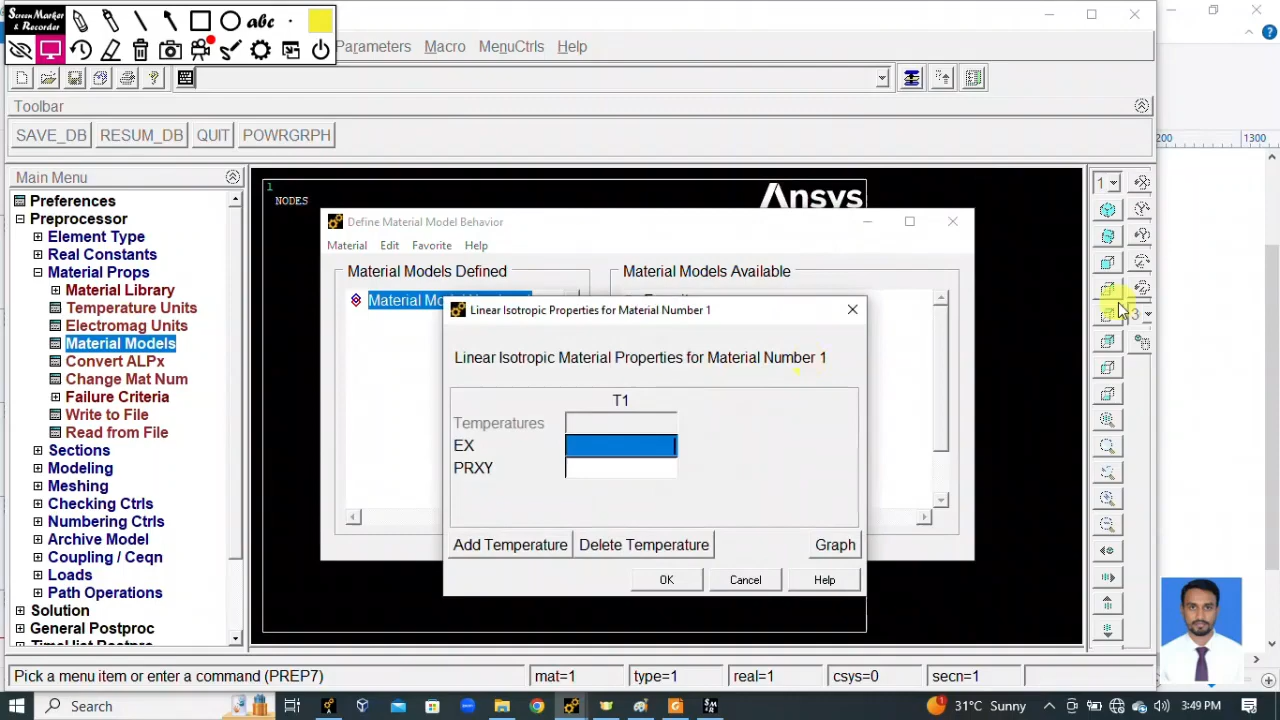 Screen Marker
& Recorder
abc
Parameters Macro MenuCtrls Help
Toolbar
SAVE_DB RESUM_DB QUIT POWRGRPH
200 1300
Main Menu
Preferences
Preprocessor
Element Type
Real Constants
Material Props
Material Library
Temperature Units
Electromag Units
Material Models
Convert ALPx
Change Mat Num
Failure Criteria
Write to File
Read from File
Sections
Modeling
Meshing
Checking Ctrls
Numbering Ctrls
Archive Model
Coupling / Ceqn
Loads
Path Operations
Solution
General Postproc
1
NODES
Ansys
Define Material Model Behavior
Material Edit Favorite Help
Material Models Defined
Material Models Available
Linear Isotropic Properties for Material Number 1
Linear Isotropic Material Properties for Material Number 1
T1
Temperatures
EX
PRXY
Add Temperature Delete Temperature Graph
OK Cancel Help
1
3
Pick a menu item or enter a command (PREP7) mat=1 type=1 real=1 csys=0 secn=1
Search
31°C Sunny
3:49 PM